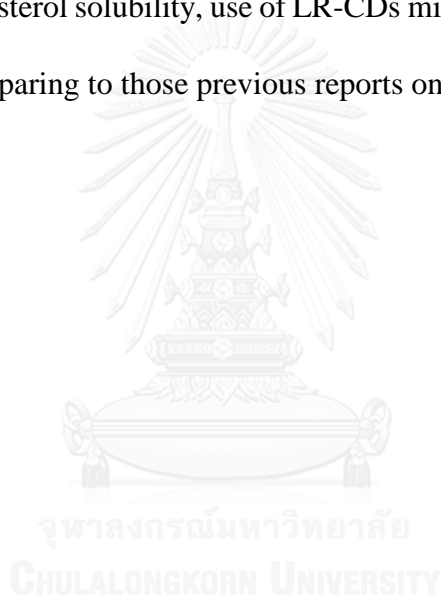 sterol solubility, use of LR-CDs mi
paring to those previous reports on
จุฬาลงกรณ์มหาวิทยาลัย
CHULALONGKORN UNIVERSITY